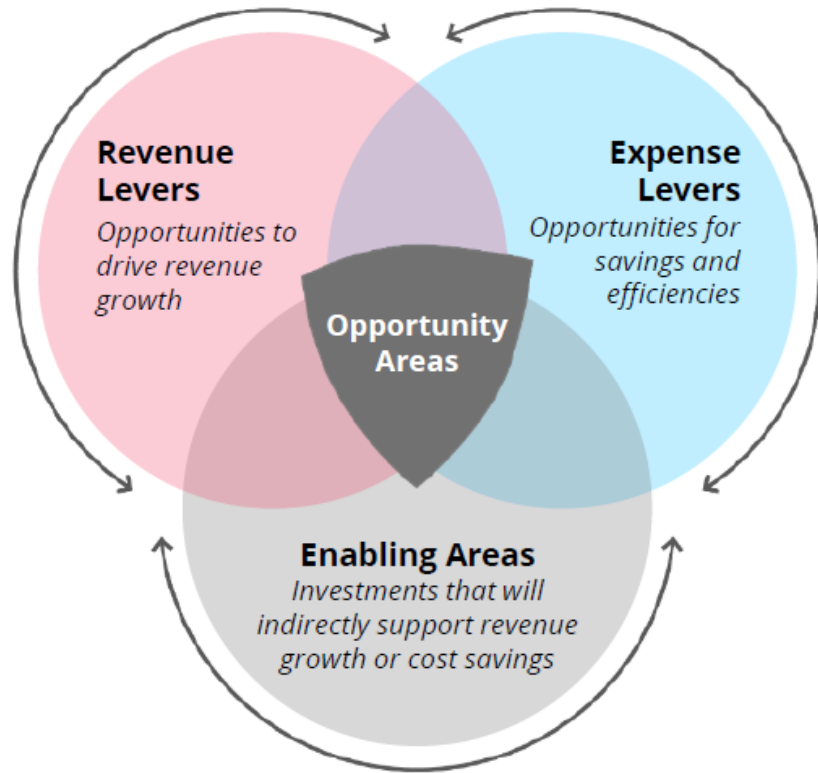 Revenue
Levers
Opportunities to
drive revenue
growth
Expense
Levers
Opportunities for
savings and
efficiencies
Opportunity
Areas
Enabling Areas
Investments that will
indirectly support revenue
growth or cost savings